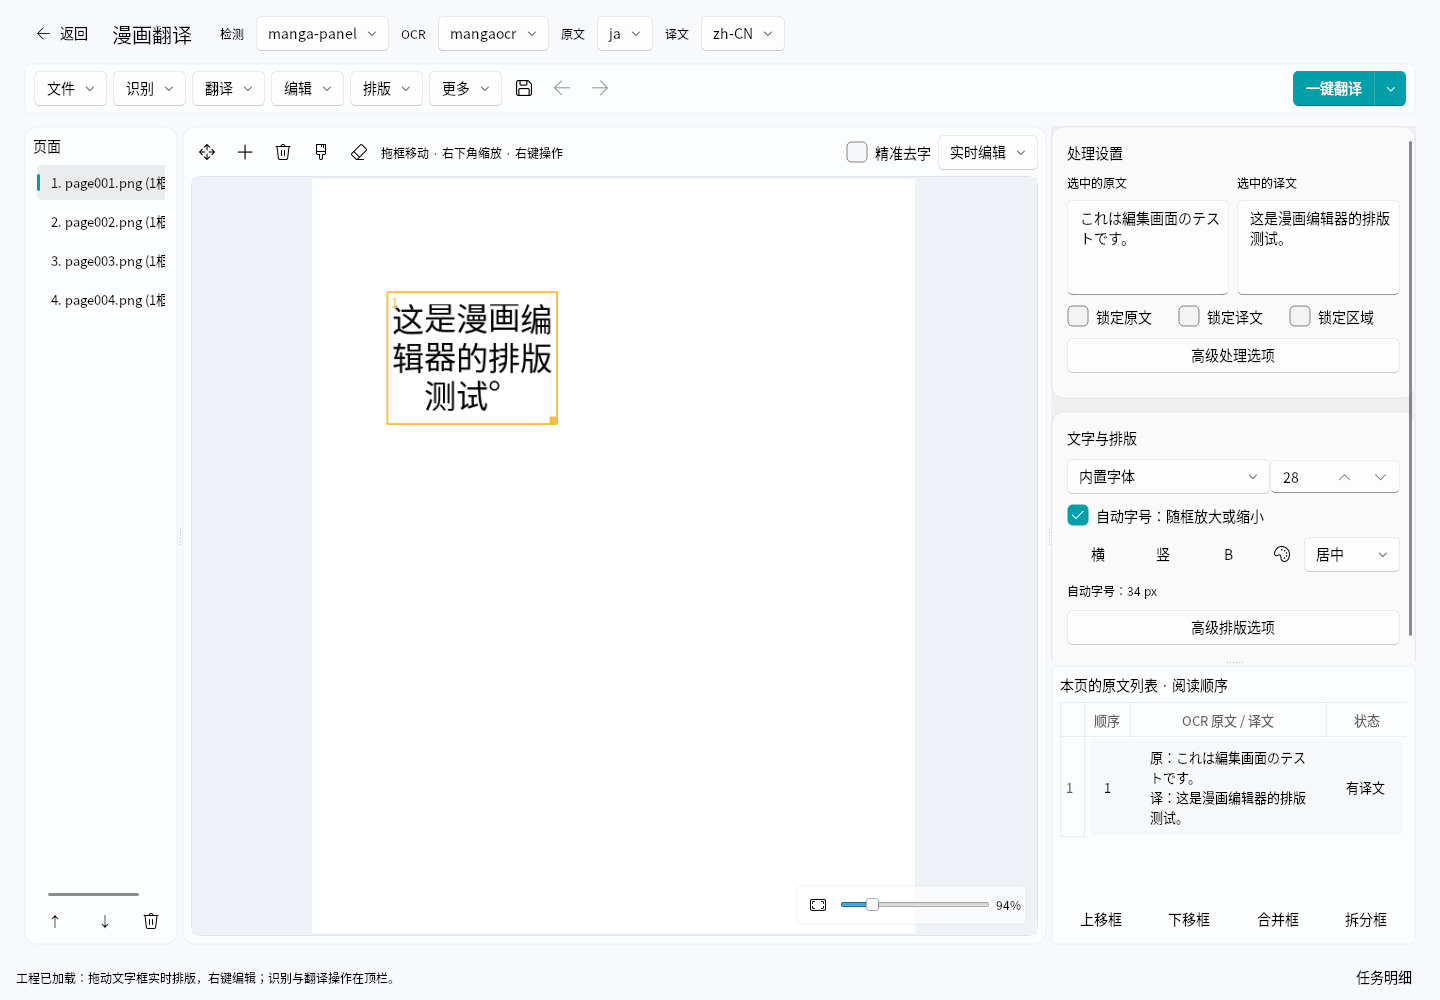 返回
漫画翻译
检测
manga-panel
OCR
mangaocr
原文
ja
译文
zh-CN
文件
识别
翻译
编辑
排版
更多
一键翻译
页面
1. page001.png (1框
2. page002.png (1框
3. page003.png (1框
4. page004.png (1框
拖框移动 · 右下角缩放 · 右键操作
精准去字
实时编辑
1
这是漫画编
辑器的排版
测试。
94%
处理设置
选中的原文
选中的译文
これは編集画面のテス
トです。
这是漫画编辑器的排版
测试。
锁定原文
锁定译文
锁定区域
高级处理选项
文字与排版
内置字体
28
自动字号：随框放大或缩小
横
竖
B
居中
自动字号：34 px
高级排版选项
本页的原文列表 · 阅读顺序
顺序
OCR 原文 / 译文
状态
1
1
原：これは編集画面のテス
トです。
译：这是漫画编辑器的排版
测试。
有译文
上移框
下移框
合并框
拆分框
工程已加载：拖动文字框实时排版，右键编辑；识别与翻译操作在顶栏。
任务明细